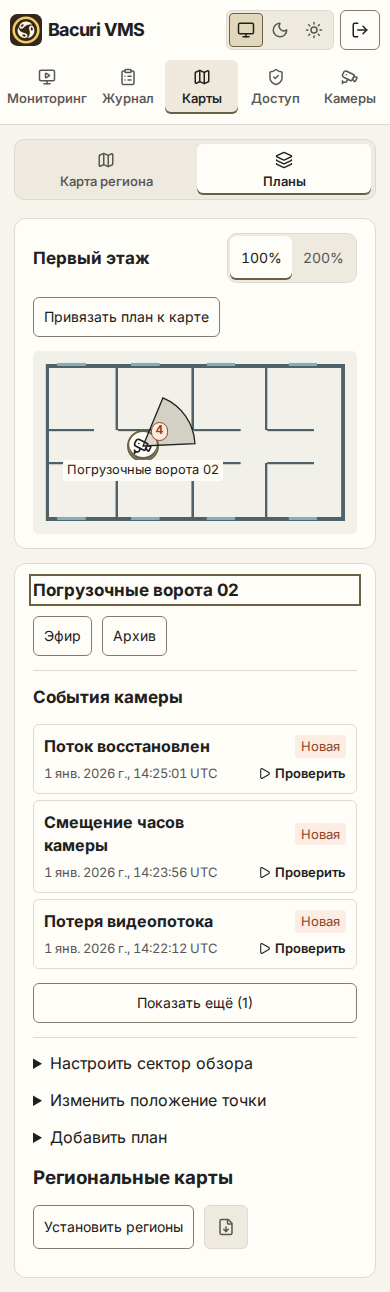 Bacuri VMS
Мониторинг Журнал Карты Доступ Камеры
Карта региона Планы
Первый этаж 100% 200%
Привязать план к карте
4
Погрузочные ворота 02
Погрузочные ворота 02
Эфир Архив
События камеры
Поток восстановлен Новая
1 янв. 2026 г., 14:25:01 UTC Проверить
Смещение часов
камеры Новая
1 янв. 2026 г., 14:23:56 UTC Проверить
Потеря видеопотока Новая
1 янв. 2026 г., 14:22:12 UTC Проверить
Показать ещё (1)
Настроить сектор обзора
Изменить положение точки
Добавить план
Региональные карты
Установить регионы